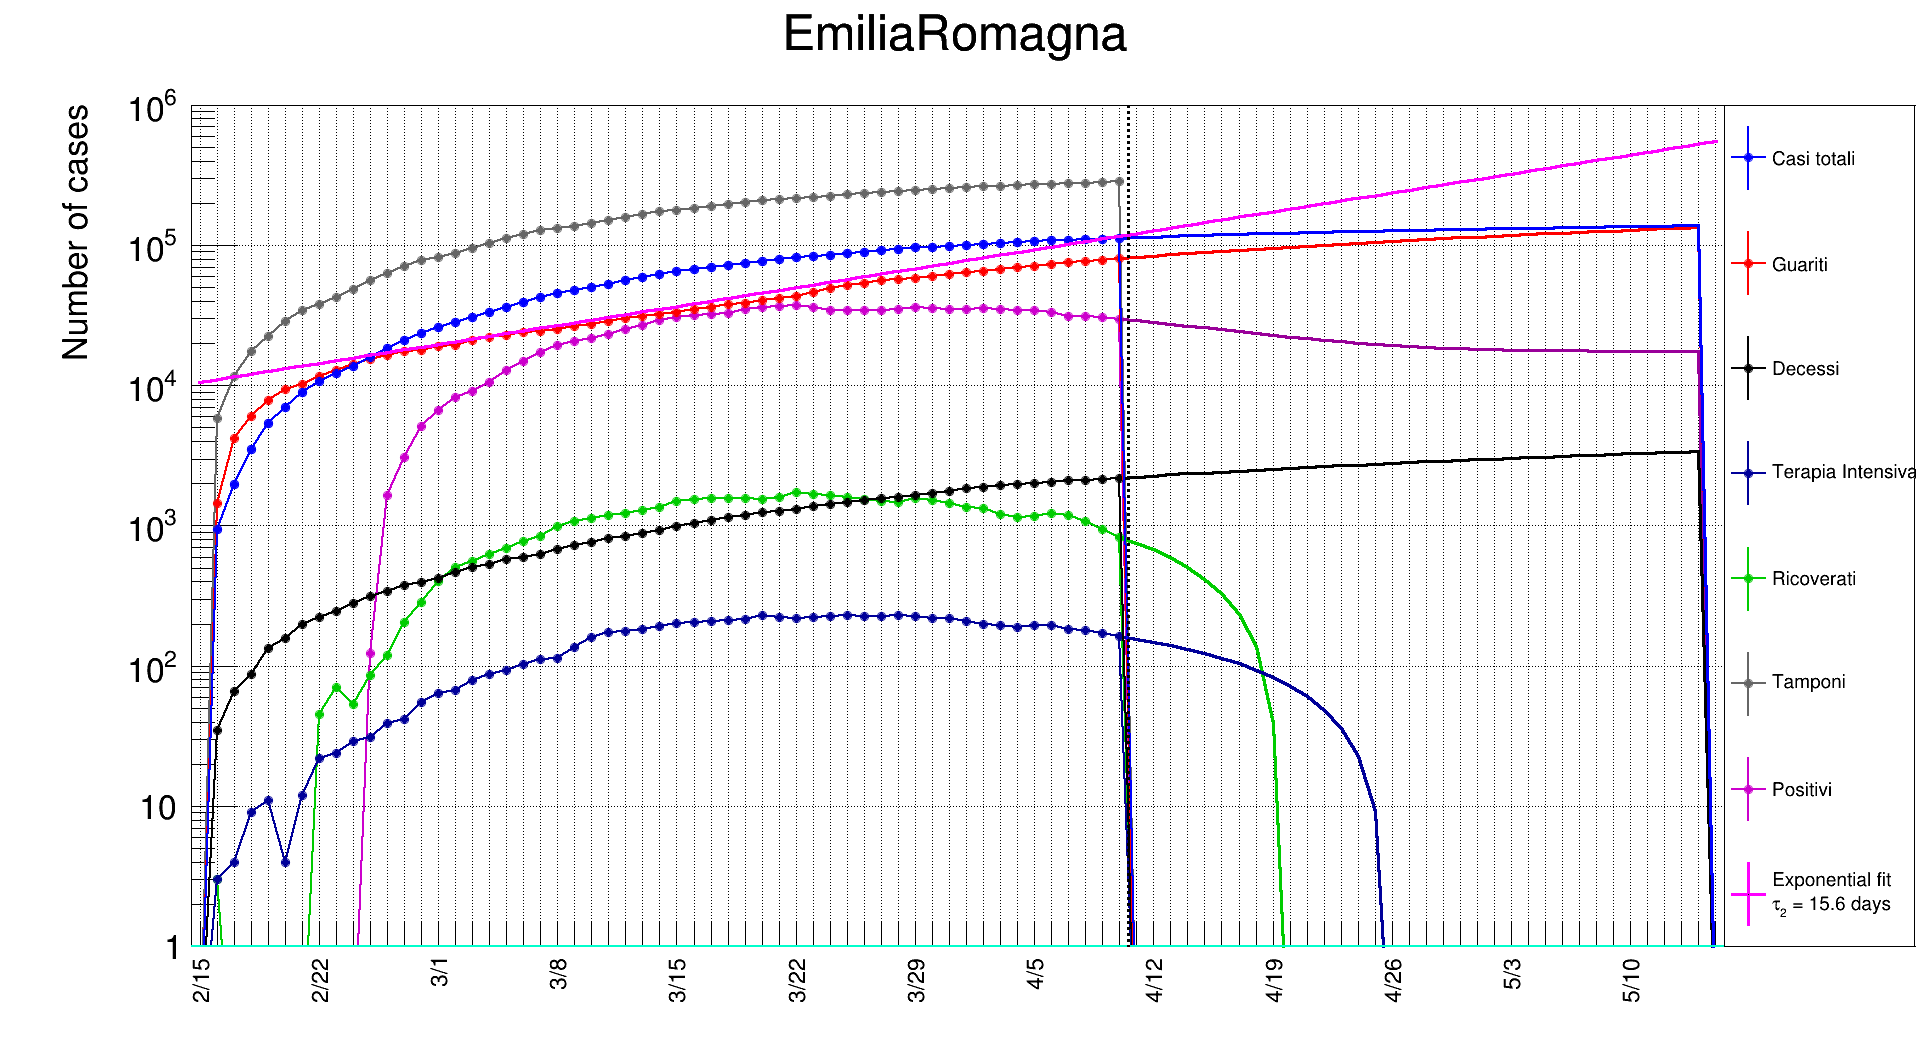 EmiliaRomagna
Number of cases
10^6
10^5
10^4
10^3
10^2
10
1
2/15
2/22
3/1
3/8
3/15
3/22
3/29
4/5
4/12
4/19
4/26
5/3
5/10
Casi totali
Guariti
Decessi
Terapia Intensiva
Ricoverati
Tamponi
Positivi
Exponential fit
τ₂ = 15.6 days